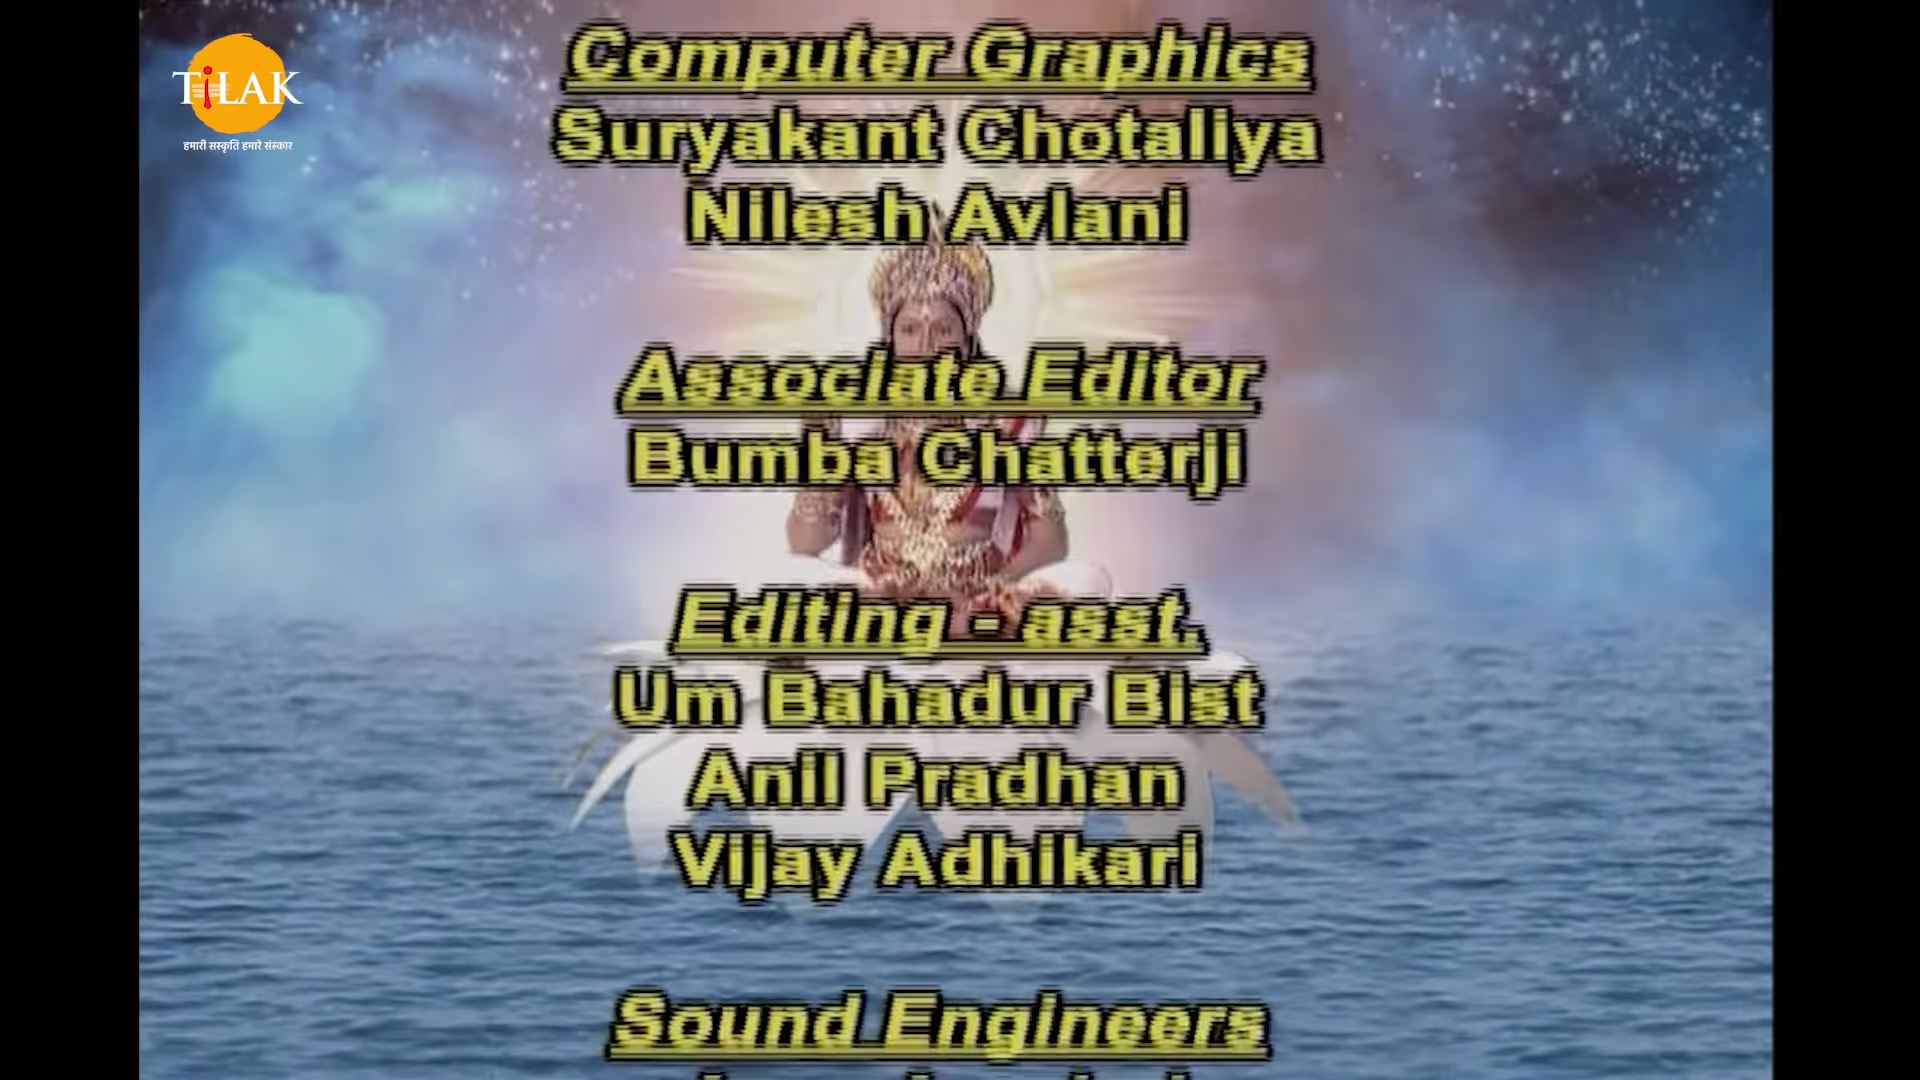 TiLAK
हमारी संस्कृति हमारे संस्कार
Computer Graphics
Suryakant Chotaliya
Nilesh Avlani
Associate Editor
Bumba Chatterji
Editing - asst.
Um Bahadur Bist
Anil Pradhan
Vijay Adhikari
Sound Engineers